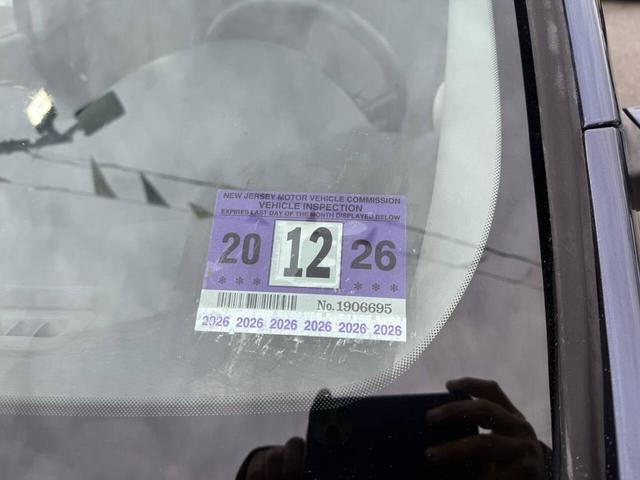 NEW JERSEY MOTOR VEHICLE COMMISSION
VEHICLE INSPECTION
EXPIRES LAST DAY OF THE MONTH DISPLAYED BELOW
20 12 26
* * * * * *
No. 1906695
2026 2026 2026 2026 2026 2026